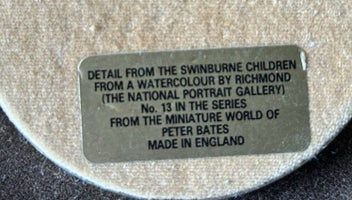 DETAIL FROM THE SWINBURNE CHILDREN
FROM A WATERCOLOUR BY RICHMOND
(THE NATIONAL PORTRAIT GALLERY)
No. 13 IN THE SERIES
FROM THE MINIATURE WORLD OF
PETER BATES
MADE IN ENGLAND